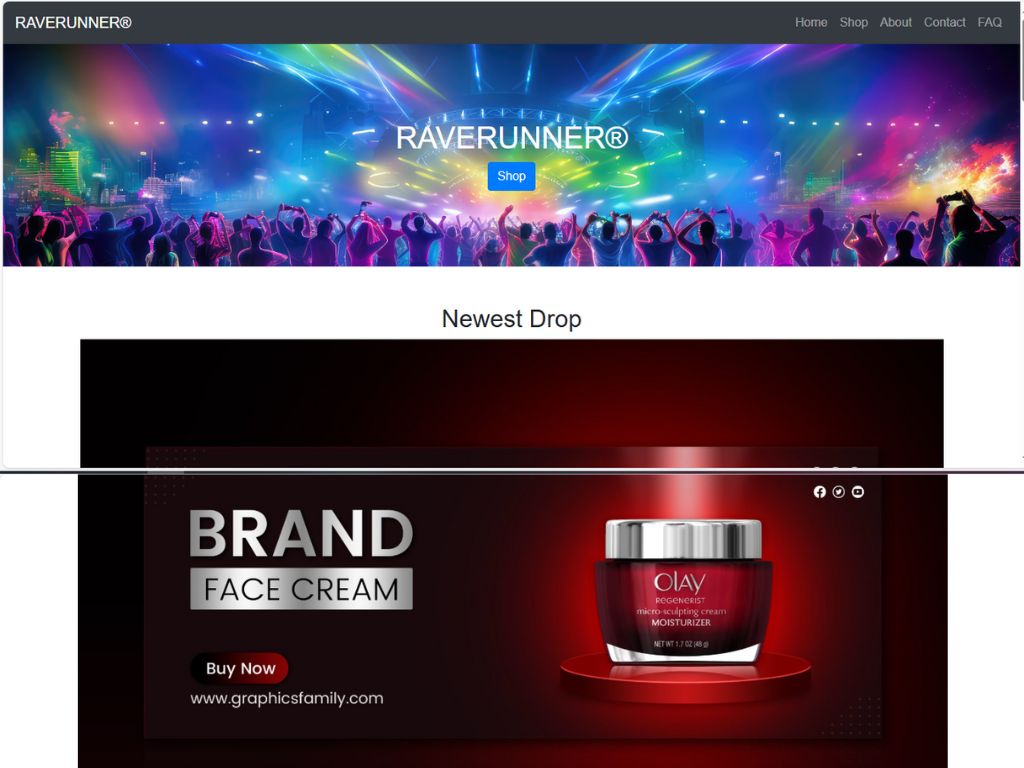 RAVERUNNER®
Home Shop About Contact FAQ
RAVERUNNER®
Shop
Newest Drop
BRAND
FACE CREAM
Buy Now
www.graphicsfamily.com
OLAY
REGENERIST
micro-sculpting cream
MOISTURIZER
NET WT 1.7 OZ (48 g)